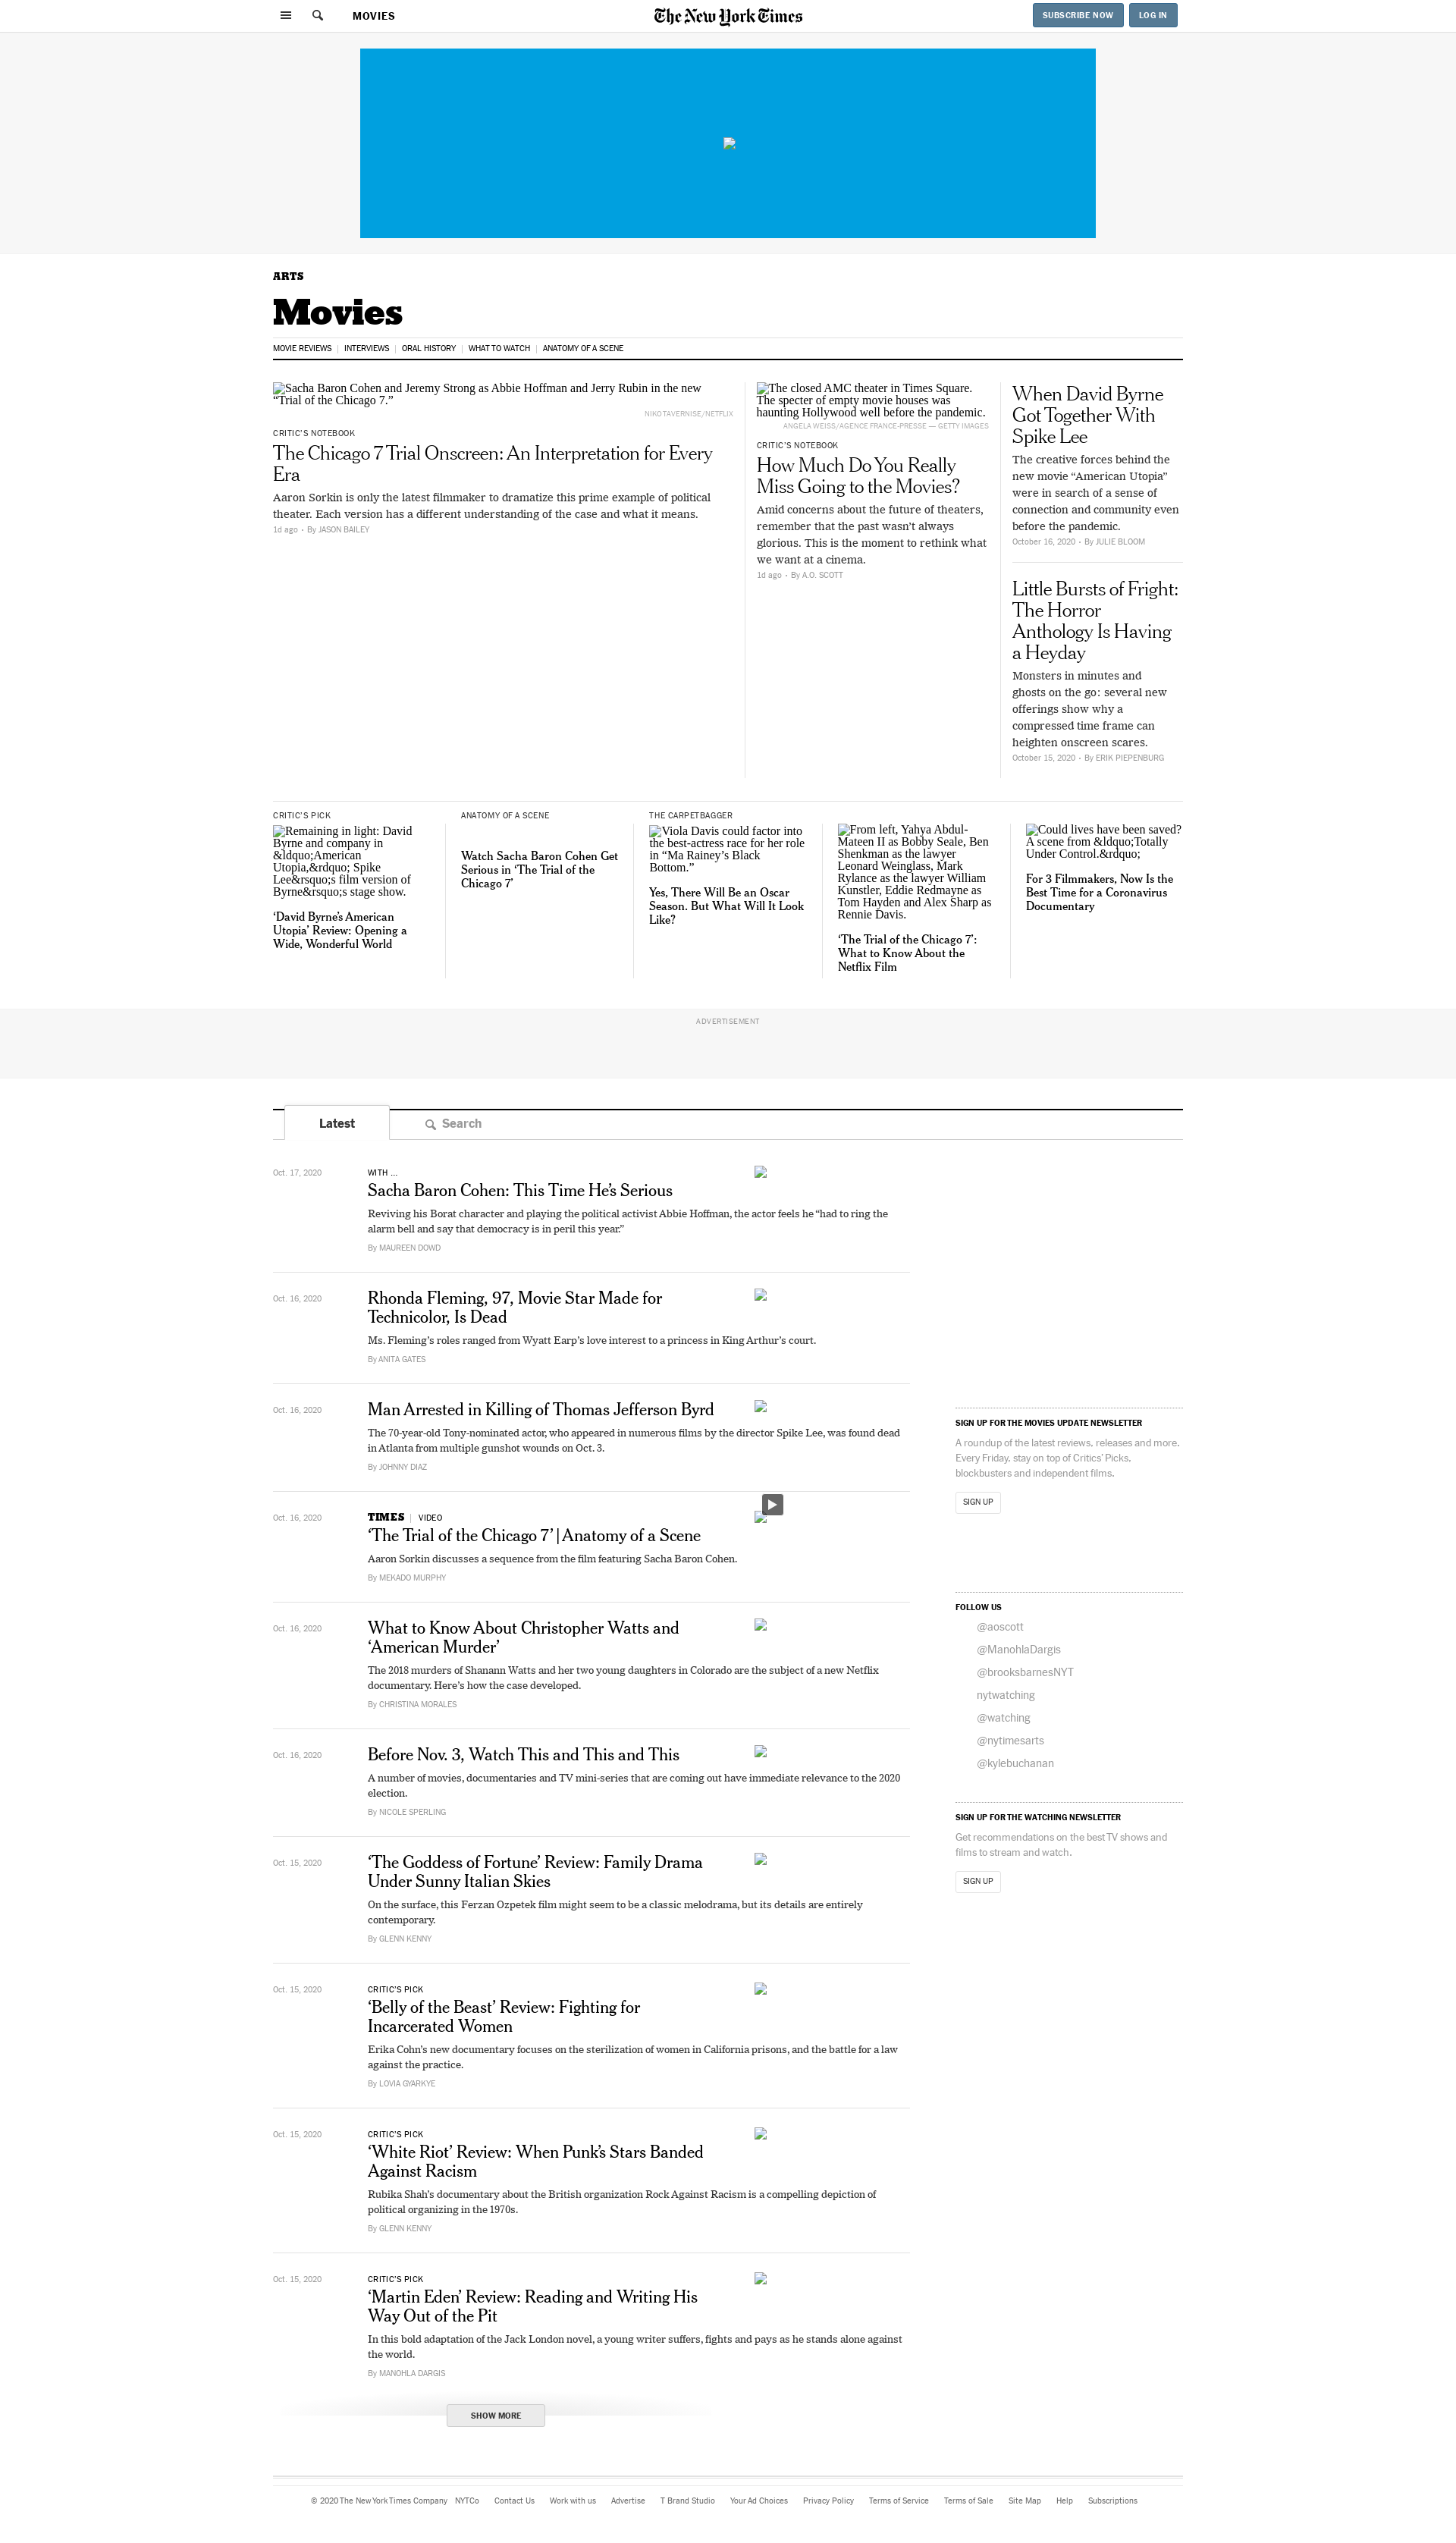 MOVIES
The New York Times
SUBSCRIBE NOW
LOG IN
ARTS
Movies
MOVIE REVIEWS
INTERVIEWS
ORAL HISTORY
WHAT TO WATCH
ANATOMY OF A SCENE
Sacha Baron Cohen and Jeremy Strong as Abbie Hoffman and Jerry Rubin in the new
“Trial of the Chicago 7.”
NIKO TAVERNISE/NETFLIX
CRITIC’S NOTEBOOK
The Chicago 7 Trial Onscreen: An Interpretation for Every
Era
Aaron Sorkin is only the latest filmmaker to dramatize this prime example of political
theater. Each version has a different understanding of the case and what it means.
1d ago • By JASON BAILEY
The closed AMC theater in Times Square.
The specter of empty movie houses was
haunting Hollywood well before the pandemic.
ANGELA WEISS/AGENCE FRANCE-PRESSE — GETTY IMAGES
CRITIC’S NOTEBOOK
How Much Do You Really
Miss Going to the Movies?
Amid concerns about the future of theaters,
remember that the past wasn’t always
glorious. This is the moment to rethink what
we want at a cinema.
1d ago • By A.O. SCOTT
When David Byrne
Got Together With
Spike Lee
The creative forces behind the
new movie “American Utopia”
were in search of a sense of
connection and community even
before the pandemic.
October 16, 2020 • By JULIE BLOOM
Little Bursts of Fright:
The Horror
Anthology Is Having
a Heyday
Monsters in minutes and
ghosts on the go: several new
offerings show why a
compressed time frame can
heighten onscreen scares.
October 15, 2020 • By ERIK PIEPENBURG
CRITIC’S PICK
Remaining in light: David
Byrne and company in
&ldquo;American
Utopia,&rdquo; Spike
Lee&rsquo;s film version of
Byrne&rsquo;s stage show.
‘David Byrne’s American
Utopia’ Review: Opening a
Wide, Wonderful World
ANATOMY OF A SCENE
Watch Sacha Baron Cohen Get
Serious in ‘The Trial of the
Chicago 7’
THE CARPETBAGGER
Viola Davis could factor into
the best-actress race for her role
in “Ma Rainey’s Black
Bottom.”
Yes, There Will Be an Oscar
Season. But What Will It Look
Like?
From left, Yahya Abdul-
Mateen II as Bobby Seale, Ben
Shenkman as the lawyer
Leonard Weinglass, Mark
Rylance as the lawyer William
Kunstler, Eddie Redmayne as
Tom Hayden and Alex Sharp as
Rennie Davis.
‘The Trial of the Chicago 7’:
What to Know About the
Netflix Film
Could lives have been saved?
A scene from &ldquo;Totally
Under Control.&rdquo;
For 3 Filmmakers, Now Is the
Best Time for a Coronavirus
Documentary
ADVERTISEMENT
Latest
Search
Oct. 17, 2020
WITH ...
Sacha Baron Cohen: This Time He’s Serious
Reviving his Borat character and playing the political activist Abbie Hoffman, the actor feels he “had to ring the
alarm bell and say that democracy is in peril this year.”
By MAUREEN DOWD
Oct. 16, 2020
Rhonda Fleming, 97, Movie Star Made for
Technicolor, Is Dead
Ms. Fleming’s roles ranged from Wyatt Earp’s love interest to a princess in King Arthur’s court.
By ANITA GATES
Oct. 16, 2020
Man Arrested in Killing of Thomas Jefferson Byrd
The 70-year-old Tony-nominated actor, who appeared in numerous films by the director Spike Lee, was found dead
in Atlanta from multiple gunshot wounds on Oct. 3.
By JOHNNY DIAZ
Oct. 16, 2020
TIMES | VIDEO
‘The Trial of the Chicago 7’ | Anatomy of a Scene
Aaron Sorkin discusses a sequence from the film featuring Sacha Baron Cohen.
By MEKADO MURPHY
Oct. 16, 2020
What to Know About Christopher Watts and
‘American Murder’
The 2018 murders of Shanann Watts and her two young daughters in Colorado are the subject of a new Netflix
documentary. Here’s how the case developed.
By CHRISTINA MORALES
Oct. 16, 2020
Before Nov. 3, Watch This and This and This
A number of movies, documentaries and TV mini-series that are coming out have immediate relevance to the 2020
election.
By NICOLE SPERLING
Oct. 15, 2020
‘The Goddess of Fortune’ Review: Family Drama
Under Sunny Italian Skies
On the surface, this Ferzan Ozpetek film might seem to be a classic melodrama, but its details are entirely
contemporary.
By GLENN KENNY
Oct. 15, 2020
CRITIC’S PICK
‘Belly of the Beast’ Review: Fighting for
Incarcerated Women
Erika Cohn’s new documentary focuses on the sterilization of women in California prisons, and the battle for a law
against the practice.
By LOVIA GYARKYE
Oct. 15, 2020
CRITIC’S PICK
‘White Riot’ Review: When Punk’s Stars Banded
Against Racism
Rubika Shah’s documentary about the British organization Rock Against Racism is a compelling depiction of
political organizing in the 1970s.
By GLENN KENNY
Oct. 15, 2020
CRITIC’S PICK
‘Martin Eden’ Review: Reading and Writing His
Way Out of the Pit
In this bold adaptation of the Jack London novel, a young writer suffers, fights and pays as he stands alone against
the world.
By MANOHLA DARGIS
SHOW MORE
SIGN UP FOR THE MOVIES UPDATE NEWSLETTER
A roundup of the latest reviews, releases and more.
Every Friday, stay on top of Critics’ Picks,
blockbusters and independent films.
SIGN UP
FOLLOW US
@aoscott
@ManohlaDargis
@brooksbarnesNYT
nytwatching
@watching
@nytimesarts
@kylebuchanan
SIGN UP FOR THE WATCHING NEWSLETTER
Get recommendations on the best TV shows and
films to stream and watch.
SIGN UP
© 2020 The New York Times Company NYTCo Contact Us Work with us Advertise T Brand Studio Your Ad Choices Privacy Policy Terms of Service Terms of Sale Site Map Help Subscriptions